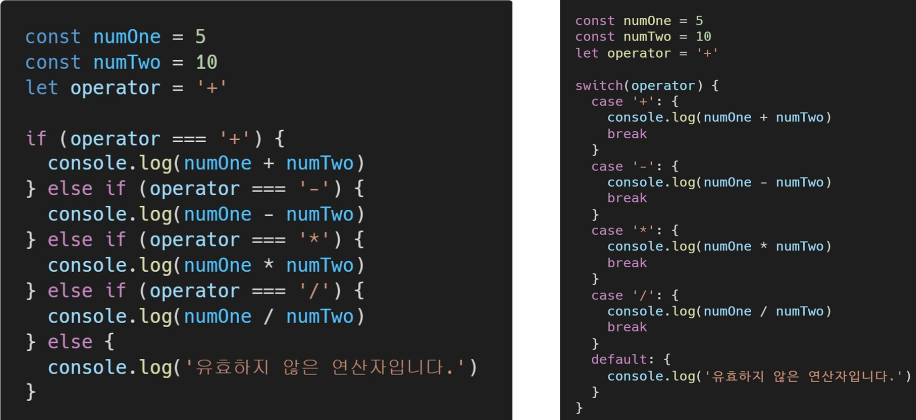 const numOne = 5
const numTwo = 10
let operator = '+'
if (operator === '+') {
  console.log(numOne + numTwo)
} else if (operator === '-') {
  console.log(numOne - numTwo)
} else if (operator === '*') {
  console.log(numOne * numTwo)
} else if (operator === '/') {
  console.log(numOne / numTwo)
} else {
  console.log('유효하지 않은 연산자입니다.')
}
const numOne = 5
const numTwo = 10
let operator = '+'
switch(operator) {
  case '+': {
    console.log(numOne + numTwo)
    break
  }
  case '-': {
    console.log(numOne - numTwo)
    break
  }
  case '*': {
    console.log(numOne * numTwo)
    break
  }
  case '/': {
    console.log(numOne / numTwo)
    break
  }
  default: {
    console.log('유효하지 않은 연산자입니다.')
  }
}